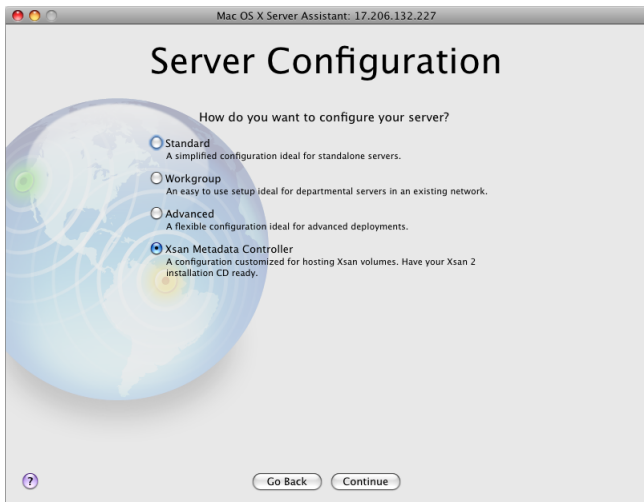 Mac OS X Server Assistant: 17.206.132.227
Server Configuration
How do you want to configure your server?
Standard
A simplified configuration ideal for standalone servers.
Workgroup
An easy to use setup ideal for departmental servers in an existing network.
Advanced
A flexible configuration ideal for advanced deployments.
Xsan Metadata Controller
A configuration customized for hosting Xsan volumes. Have your Xsan 2
installation CD ready.
?
Go Back
Continue